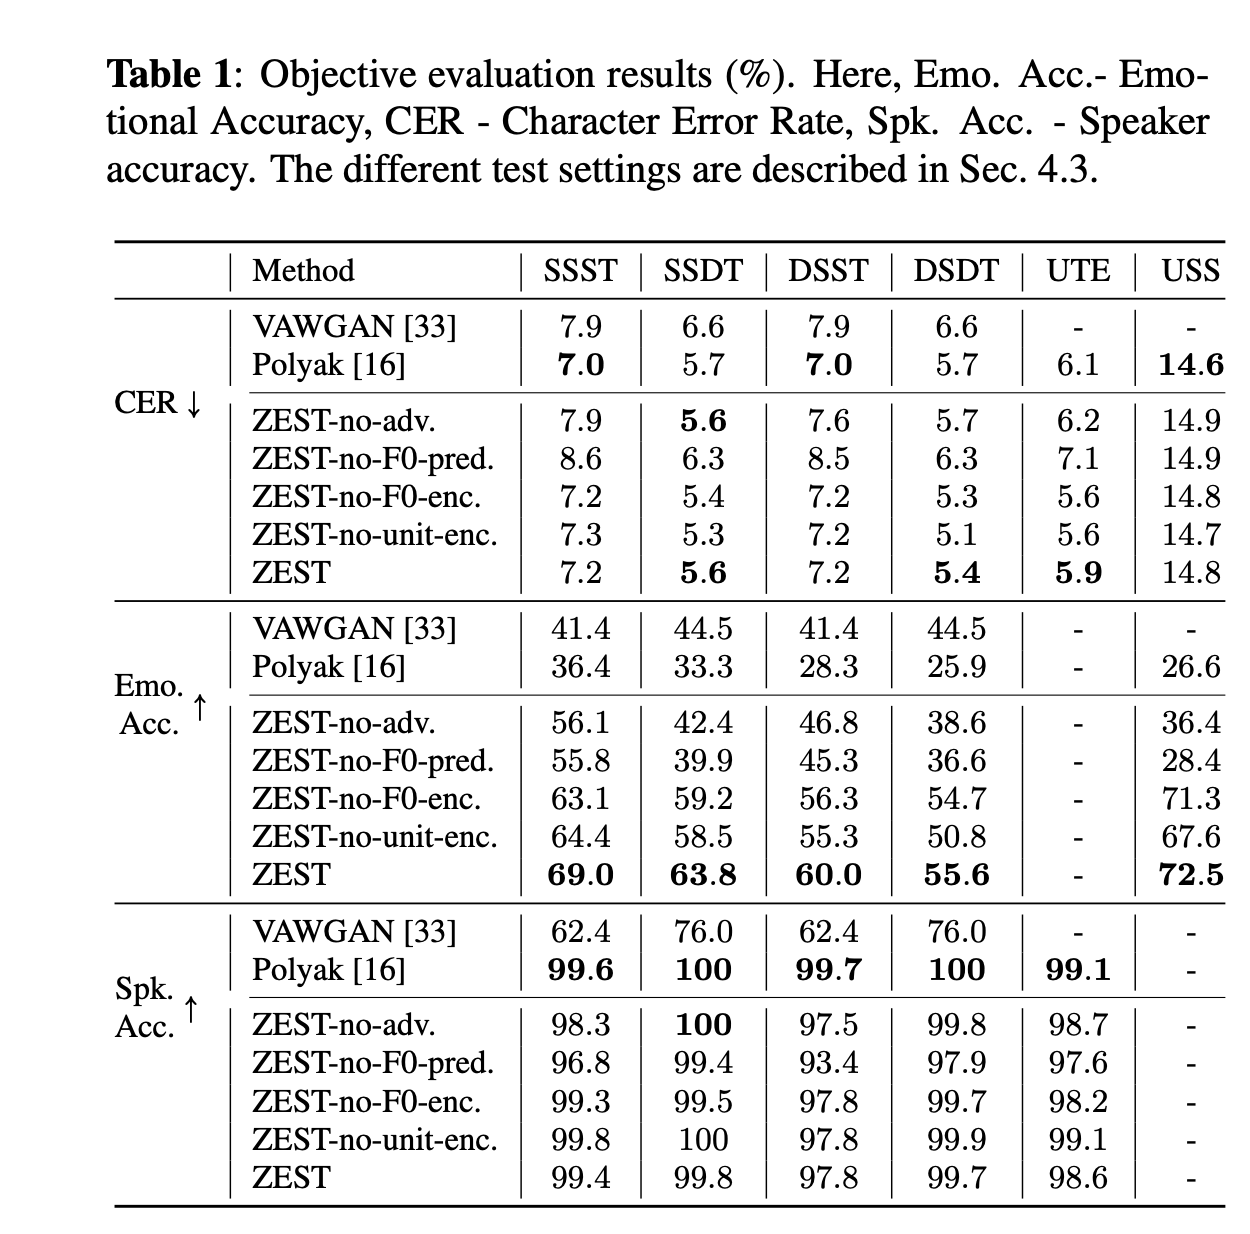 Table 1: Objective evaluation results (%). Here, Emo. Acc.- Emo-
tional Accuracy, CER - Character Error Rate, Spk. Acc. - Speaker
accuracy. The different test settings are described in Sec. 4.3.
Method SSST SSDT DSST DSDT UTE USS
VAWGAN [33] 7.9 6.6 7.9 6.6 - -
Polyak [16] 7.0 5.7 7.0 5.7 6.1 14.6
CER ↓
ZEST-no-adv. 7.9 5.6 7.6 5.7 6.2 14.9
ZEST-no-F0-pred. 8.6 6.3 8.5 6.3 7.1 14.9
ZEST-no-F0-enc. 7.2 5.4 7.2 5.3 5.6 14.8
ZEST-no-unit-enc. 7.3 5.3 7.2 5.1 5.6 14.7
ZEST 7.2 5.6 7.2 5.4 5.9 14.8
VAWGAN [33] 41.4 44.5 41.4 44.5 - -
Polyak [16] 36.4 33.3 28.3 25.9 - 26.6
Emo.
Acc. ↑
ZEST-no-adv. 56.1 42.4 46.8 38.6 - 36.4
ZEST-no-F0-pred. 55.8 39.9 45.3 36.6 - 28.4
ZEST-no-F0-enc. 63.1 59.2 56.3 54.7 - 71.3
ZEST-no-unit-enc. 64.4 58.5 55.3 50.8 - 67.6
ZEST 69.0 63.8 60.0 55.6 - 72.5
VAWGAN [33] 62.4 76.0 62.4 76.0 - -
Polyak [16] 99.6 100 99.7 100 99.1 -
Spk.
Acc. ↑
ZEST-no-adv. 98.3 100 97.5 99.8 98.7 -
ZEST-no-F0-pred. 96.8 99.4 93.4 97.9 97.6 -
ZEST-no-F0-enc. 99.3 99.5 97.8 99.7 98.2 -
ZEST-no-unit-enc. 99.8 100 97.8 99.9 99.1 -
ZEST 99.4 99.8 97.8 99.7 98.6 -